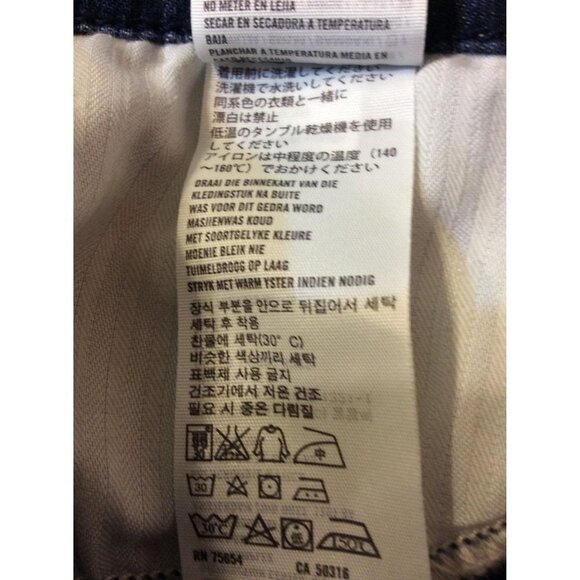 NO METER EN LEJIA
SECAR EN SECADORA A TEMPERATURA
BAJA
PLANCHAR A TEMPERATURA MEDIA EN
着用前に洗濯してください
洗濯機で水洗いしてください
同系色の衣類と一緒に
漂白は禁止
低温のタンブル乾燥機を使用
してください
アイロンは中程度の温度（140
～160℃）でおかけください
DRAAI DIE BINNEKANT VAN DIE
KLEDINGSTUK NA BUITE
WAS VOOR DIT GEDRA WORD
MASJIENWAS KOUD
MET SOORTGELYKE KLEURE
MOENIE BLEIK NIE
TUIMELDROOG OP LAAG
STRYK MET WARM YSTER INDIEN NODIG
장식 부분을 안으로 뒤집어서 세탁
세탁 후 착용
찬물에 세탁(30° C)
비슷한 색상끼리 세탁
표백제 사용 금지
건조기에서 저온 건조
필요 시 중온 다림질
中
30
30°C 150°C
RN 75654 CA 50316